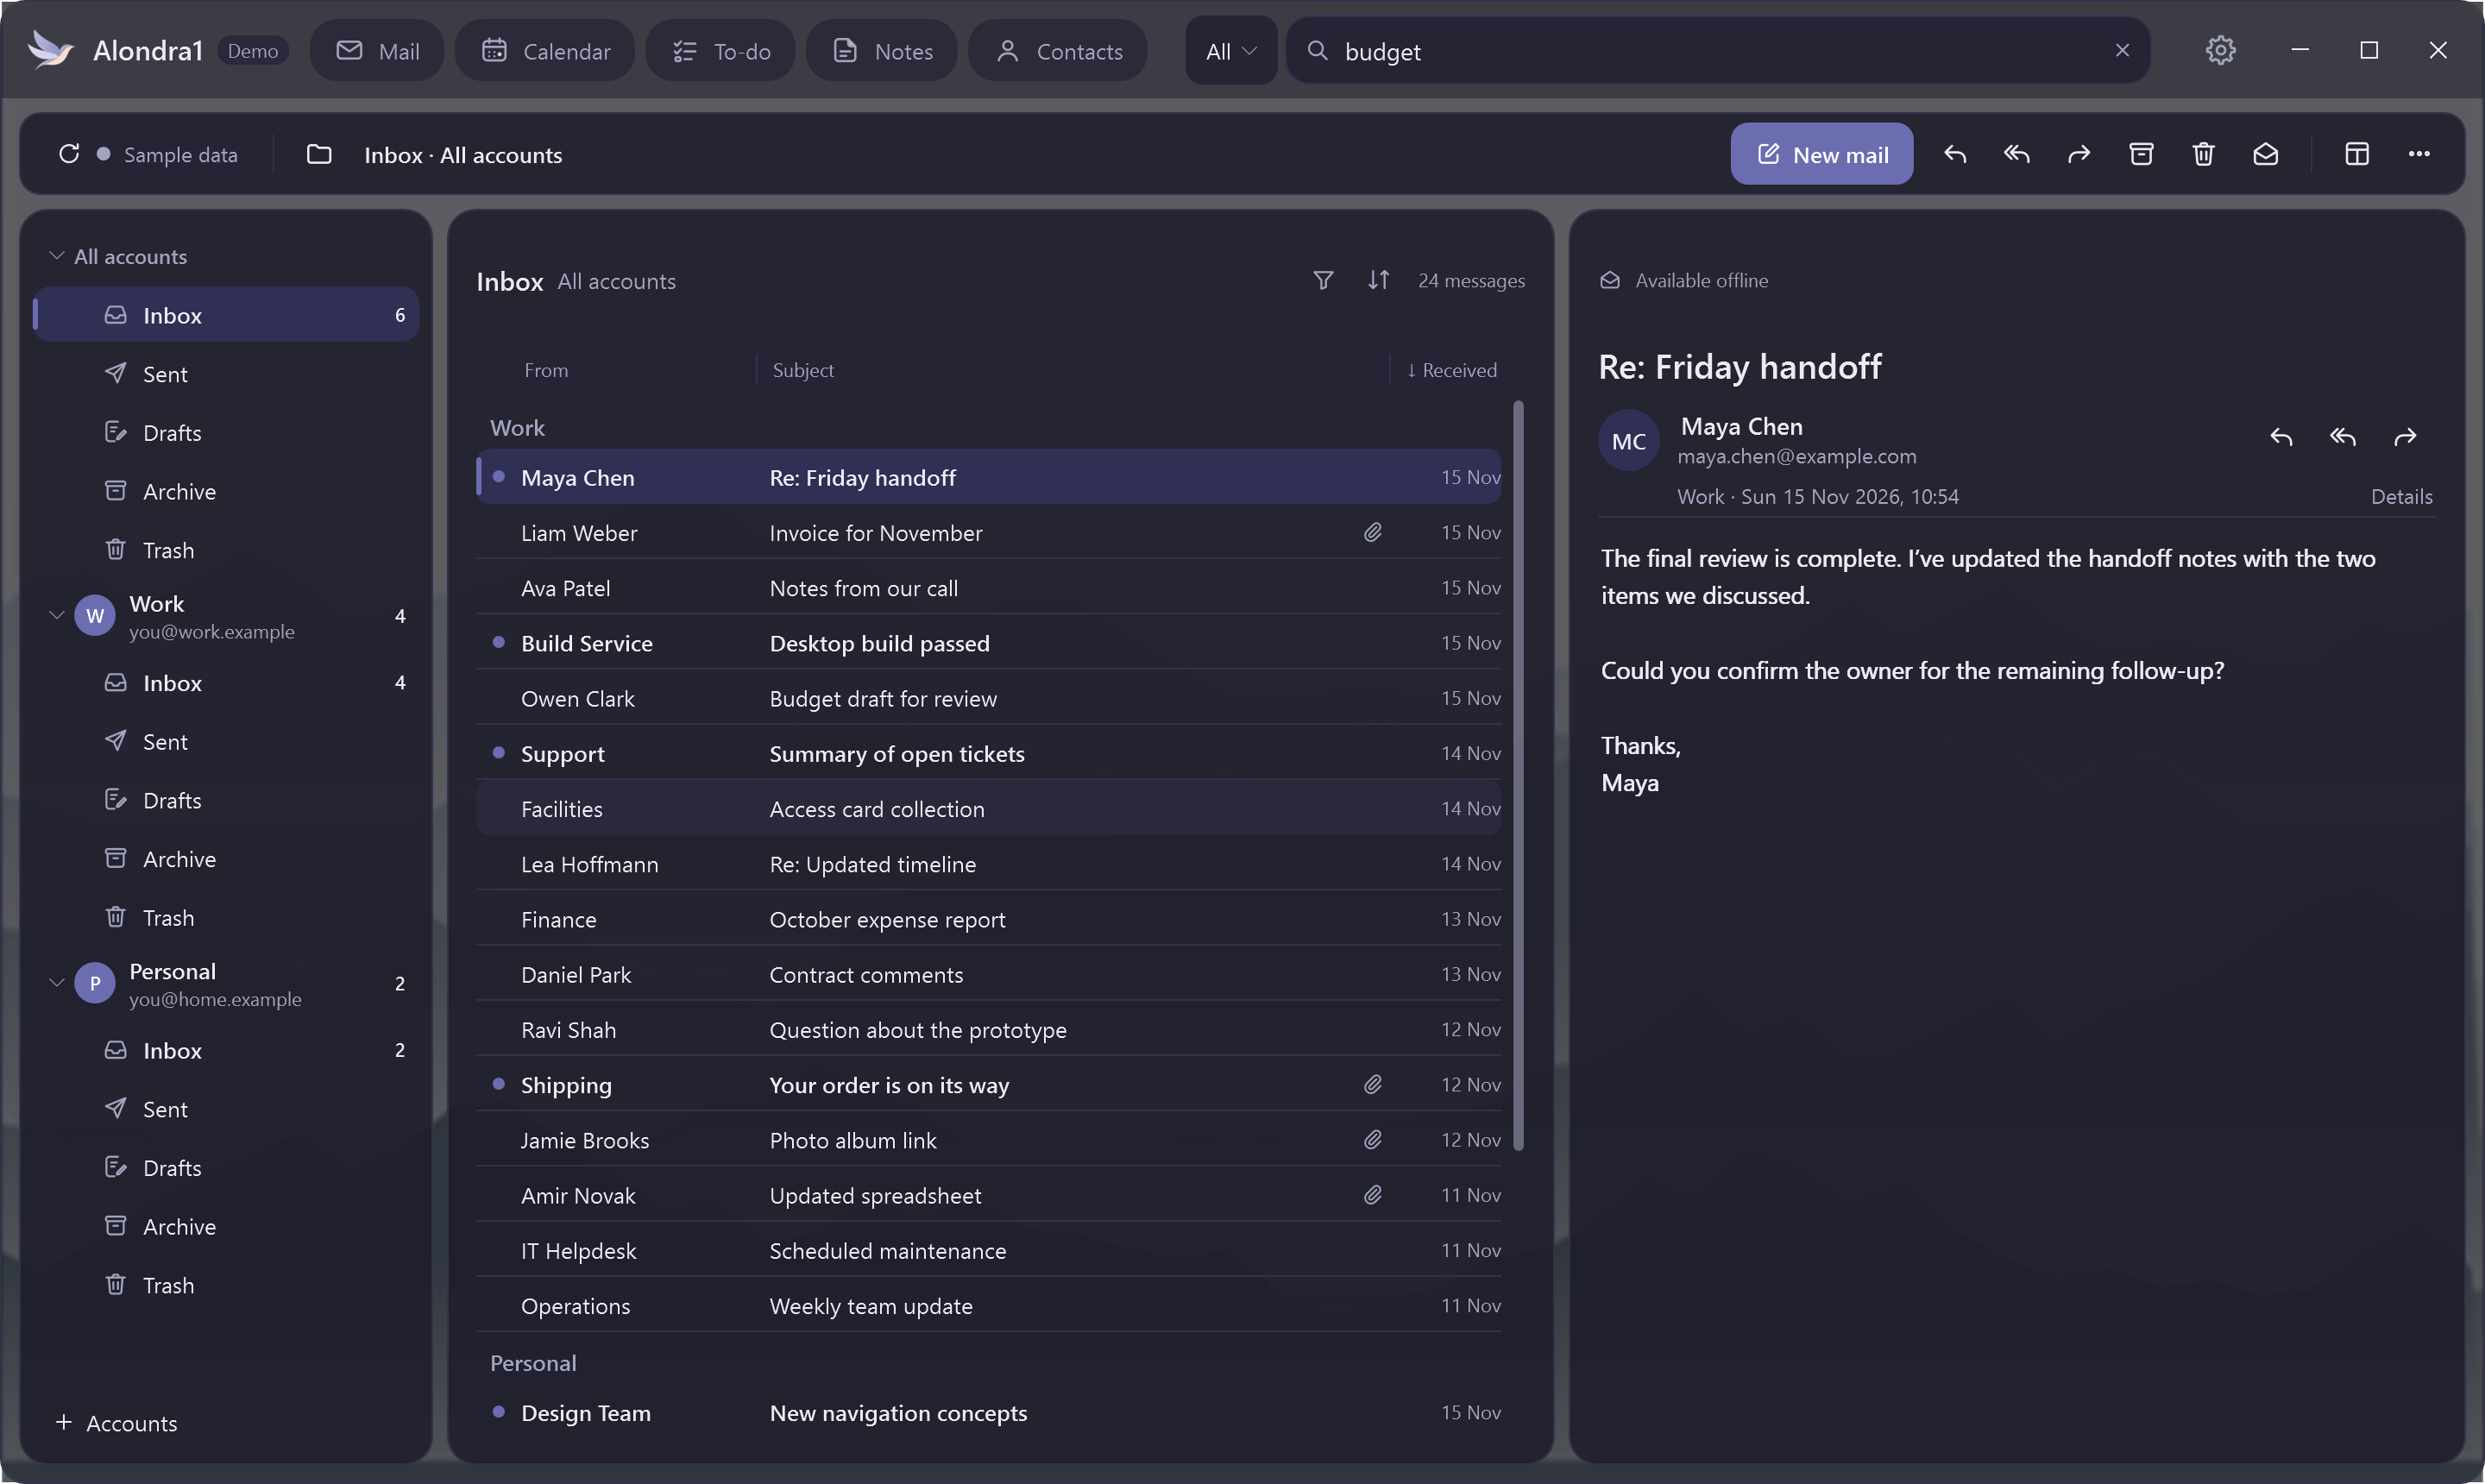 Alondra1 Demo Mail Calendar To-do Notes Contacts All budget
Sample data Inbox · All accounts New mail
All accounts
Inbox 6
Sent
Drafts
Archive
Trash
Work 4
you@work.example
Inbox 4
Sent
Drafts
Archive
Trash
Personal 2
you@home.example
Inbox 2
Sent
Drafts
Archive
Trash
Accounts
Inbox All accounts 24 messages
From Subject ↓ Received
Work
Maya Chen Re: Friday handoff 15 Nov
Liam Weber Invoice for November 15 Nov
Ava Patel Notes from our call 15 Nov
Build Service Desktop build passed 15 Nov
Owen Clark Budget draft for review 15 Nov
Support Summary of open tickets 14 Nov
Facilities Access card collection 14 Nov
Lea Hoffmann Re: Updated timeline 14 Nov
Finance October expense report 13 Nov
Daniel Park Contract comments 13 Nov
Ravi Shah Question about the prototype 12 Nov
Shipping Your order is on its way 12 Nov
Jamie Brooks Photo album link 12 Nov
Amir Novak Updated spreadsheet 11 Nov
IT Helpdesk Scheduled maintenance 11 Nov
Operations Weekly team update 11 Nov
Personal
Design Team New navigation concepts 15 Nov
Available offline
Re: Friday handoff
MC Maya Chen
maya.chen@example.com
Work · Sun 15 Nov 2026, 10:54 Details
The final review is complete. I’ve updated the handoff notes with the two
items we discussed.
Could you confirm the owner for the remaining follow-up?
Thanks,
Maya